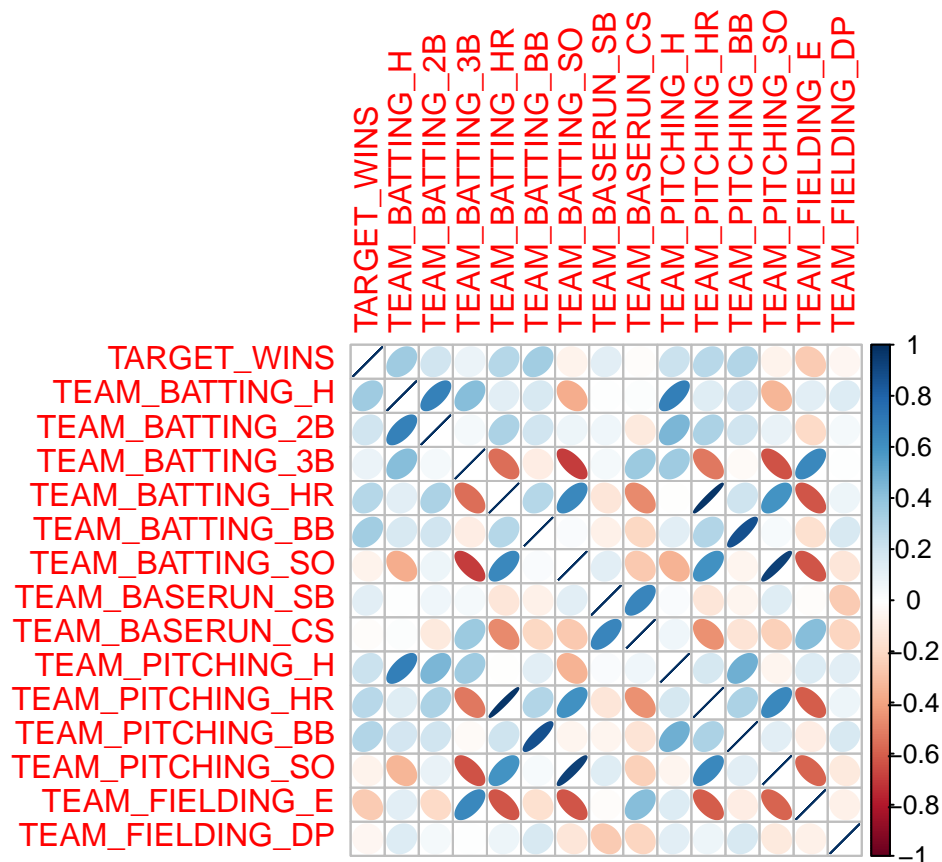 TARGET_WINS
TEAM_BATTING_H
TEAM_BATTING_2B
TEAM_BATTING_3B
TEAM_BATTING_HR
TEAM_BATTING_BB
TEAM_BATTING_SO
TEAM_BASERUN_SB
TEAM_BASERUN_CS
TEAM_PITCHING_H
TEAM_PITCHING_HR
TEAM_PITCHING_BB
TEAM_PITCHING_SO
TEAM_FIELDING_E
TEAM_FIELDING_DP
TARGET_WINS
TEAM_BATTING_H
TEAM_BATTING_2B
TEAM_BATTING_3B
TEAM_BATTING_HR
TEAM_BATTING_BB
TEAM_BATTING_SO
TEAM_BASERUN_SB
TEAM_BASERUN_CS
TEAM_PITCHING_H
TEAM_PITCHING_HR
TEAM_PITCHING_BB
TEAM_PITCHING_SO
TEAM_FIELDING_E
TEAM_FIELDING_DP
1
0.8
0.6
0.4
0.2
0
−0.2
−0.4
−0.6
−0.8
−1